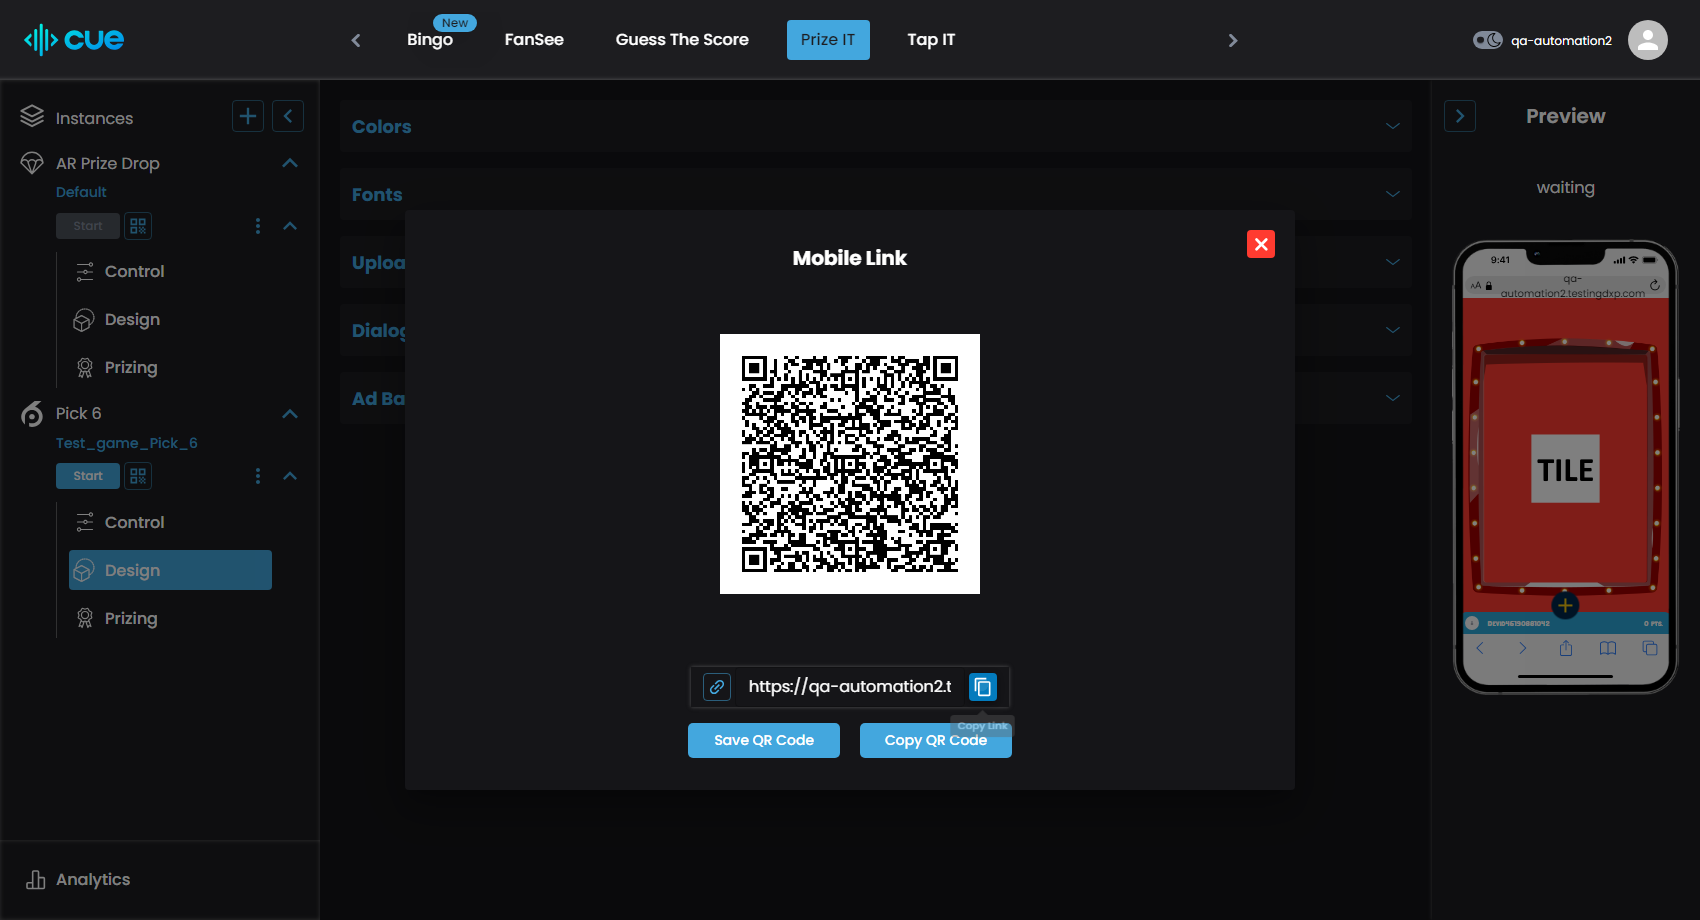 cue
Bingo
New
FanSee
Guess The Score
Prize IT
Tap IT
qa-automation2
Instances
AR Prize Drop
Default
Start
Control
Design
Prizing
Pick 6
Test_game_Pick_6
Start
Control
Design
Prizing
Analytics
Colors
Fonts
Uploa
Dialog
Ad Ba
Mobile Link
https://qa-automation2.t
Copy Link
Save QR Code
Copy QR Code
Preview
waiting
9:41
AA
qa-
automation2.testingdxp.com
TILE
0 PTS.